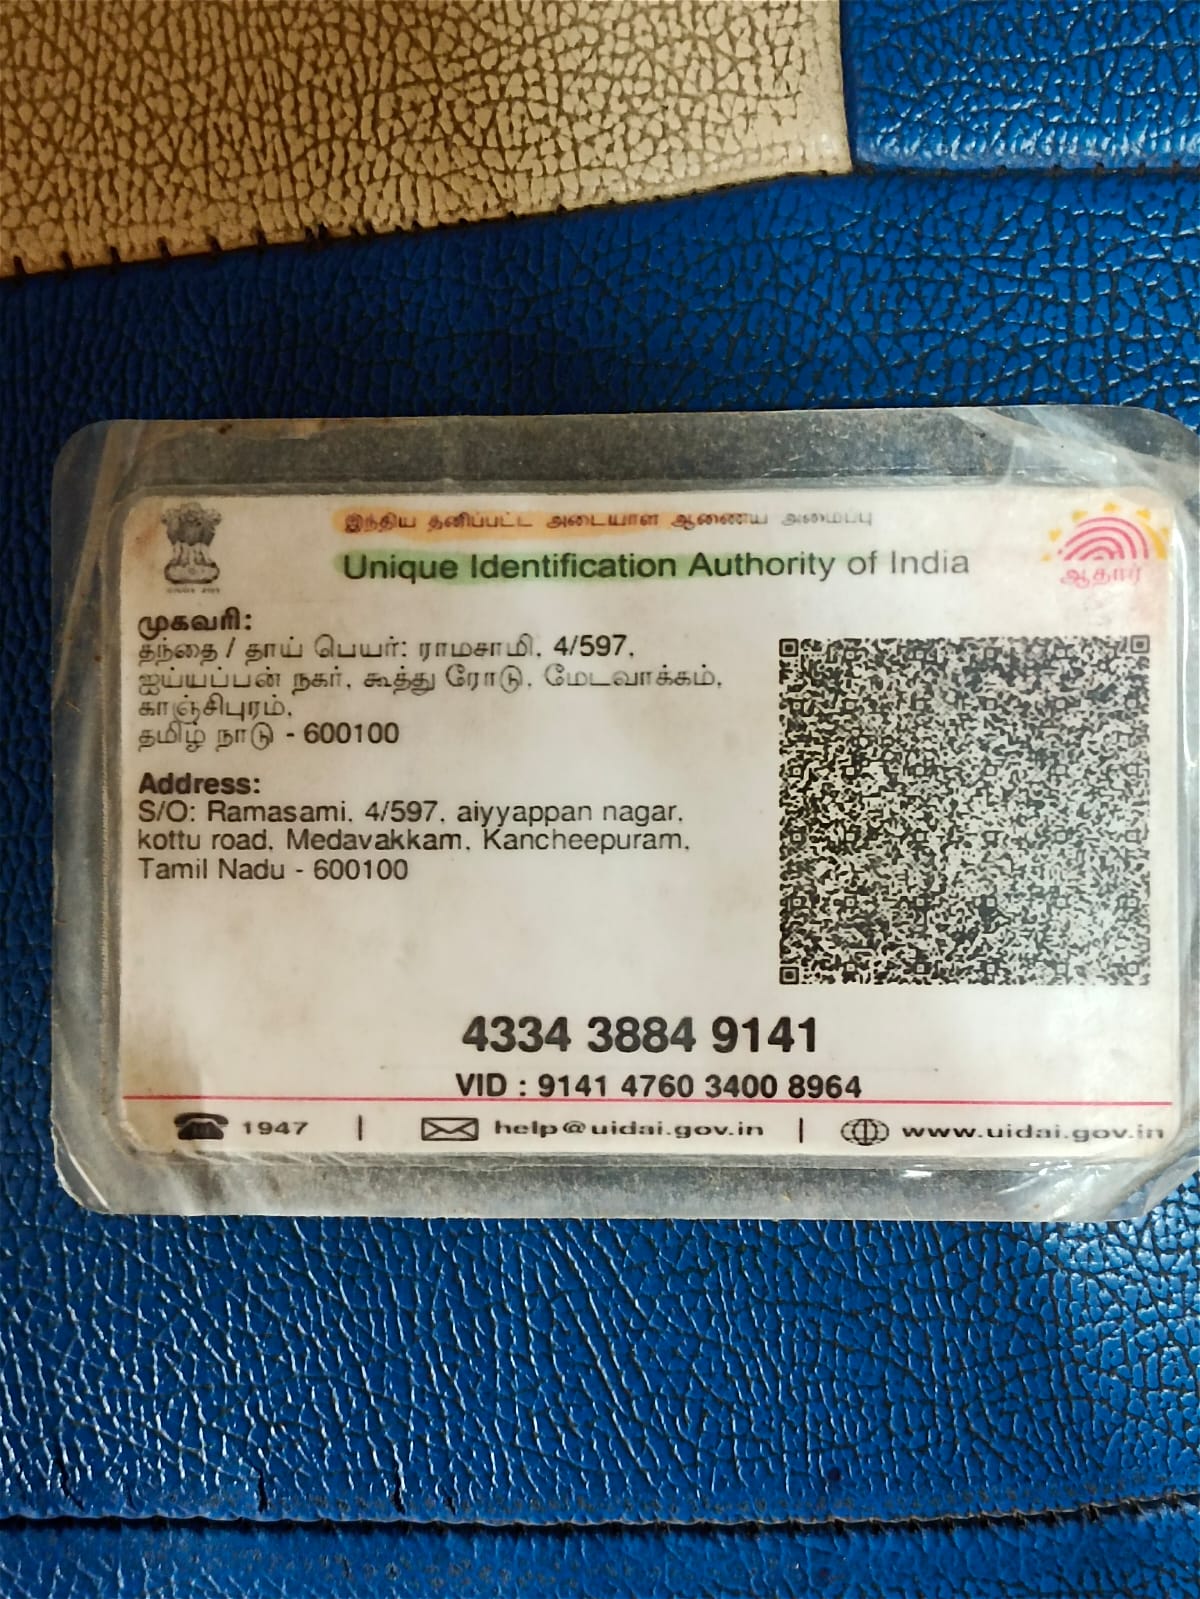 இந்திய தனிப்பட்ட அடையாள ஆணைய அமைப்பு
Unique Identification Authority of India
ஆதார்
முகவரி:
தந்தை / தாய் பெயர்: ராமசாமி, 4/597,
ஐய்யப்பன் நகர், கூத்து ரோடு, மேடவாக்கம்,
காஞ்சிபுரம்,
தமிழ் நாடு - 600100
Address:
S/O: Ramasami, 4/597, aiyyappan nagar,
kottu road, Medavakkam, Kancheepuram,
Tamil Nadu - 600100
4334 3884 9141
VID : 9141 4760 3400 8964
1947 | help@uidai.gov.in | www.uidai.gov.in